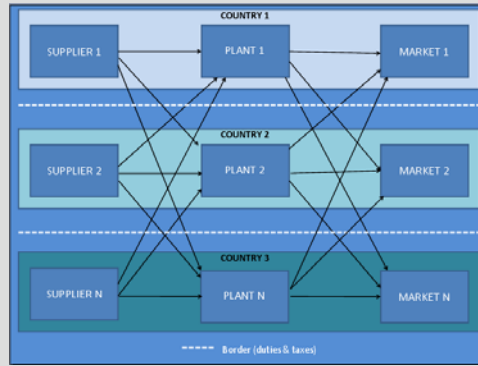 COUNTRY 1
SUPPLIER 1
PLANT 1
MARKET 1
COUNTRY 2
SUPPLIER 2
PLANT 2
MARKET 2
COUNTRY 3
SUPPLIER N
PLANT N
MARKET N
Border (duties & taxes)